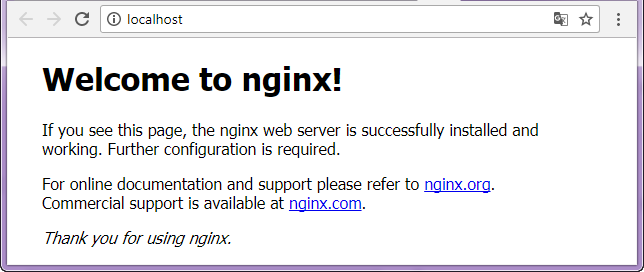 localhost
Welcome to nginx!
If you see this page, the nginx web server is successfully installed and
working. Further configuration is required.
For online documentation and support please refer to nginx.org.
Commercial support is available at nginx.com.
Thank you for using nginx.